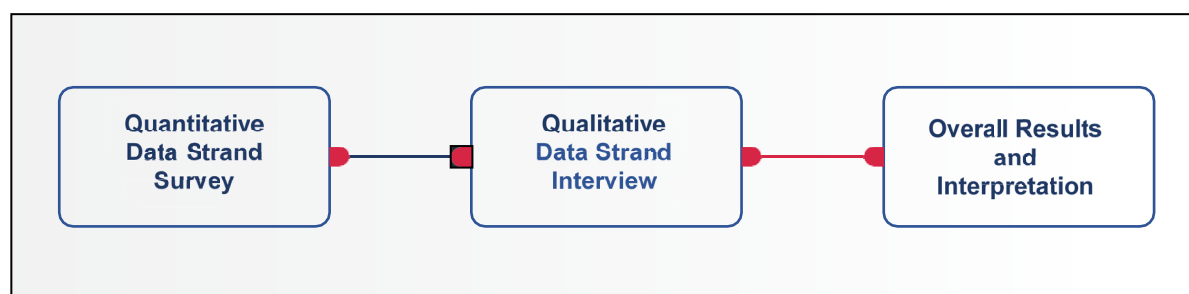 Quantitative
Data Strand
Survey
Qualitative
Data Strand
Interview
Overall Results
and
Interpretation